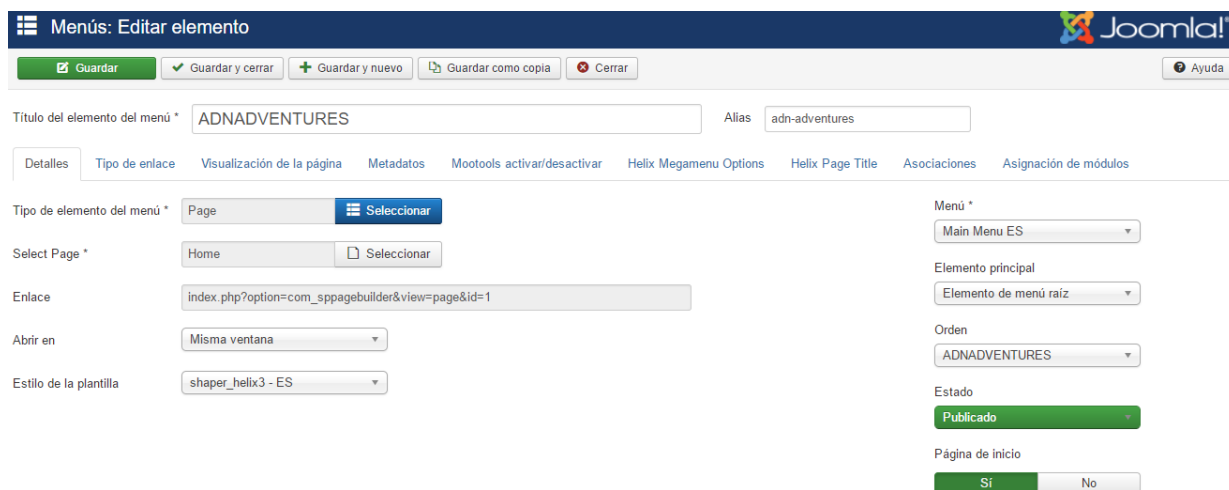 Menús: Editar elemento
Joomla!
Guardar
Guardar y cerrar
Guardar y nuevo
Guardar como copia
Cerrar
Ayuda
Título del elemento del menú *
ADNADVENTURES
Alias
adn-adventures
Detalles
Tipo de enlace
Visualización de la página
Metadatos
Mootools activar/desactivar
Helix Megamenu Options
Helix Page Title
Asociaciones
Asignación de módulos
Tipo de elemento del menú *
Page
Seleccionar
Select Page *
Home
Seleccionar
Enlace
index.php?option=com_sppagebuilder&view=page&id=1
Abrir en
Misma ventana
Estilo de la plantilla
shaper_helix3 - ES
Menú *
Main Menu ES
Elemento principal
Elemento de menú raíz
Orden
ADNADVENTURES
Estado
Publicado
Página de inicio
Sí
No